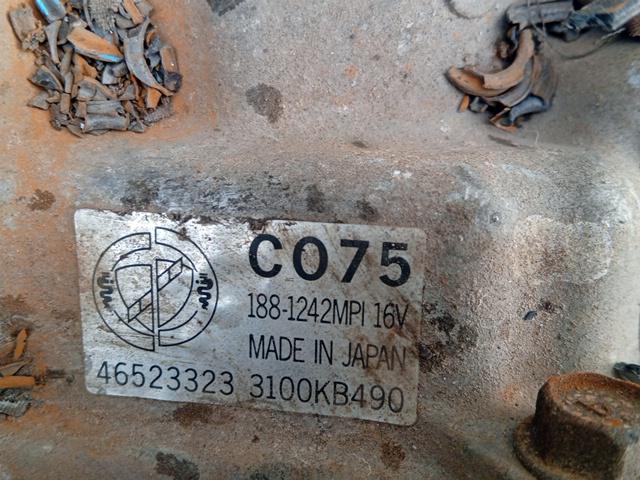 C075
188-1242MPI 16V
MADE IN JAPAN
46523323 3100KB490